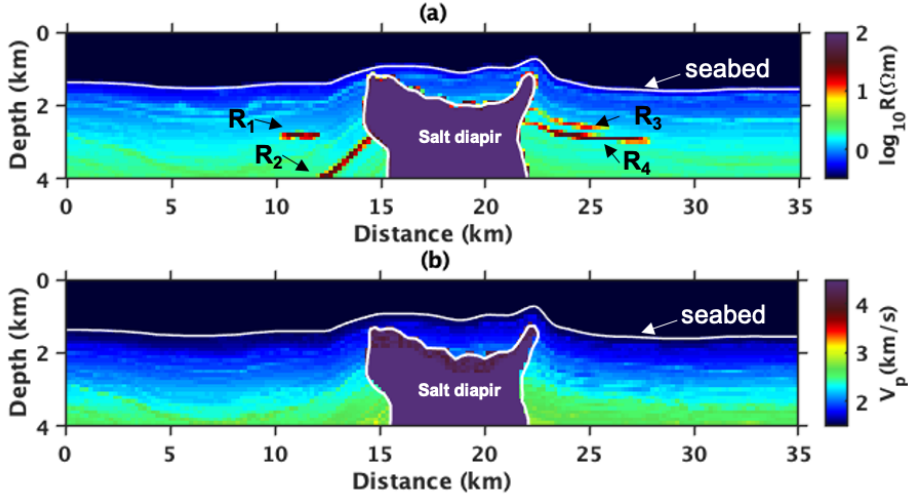 (a)
0
2
4
Depth (km)
seabed
R1
R2
R3
R4
Salt diapir
0 5 10 15 20 25 30 35
Distance (km)
2
1
0
log10 R(Ωm)
(b)
0
2
4
Depth (km)
seabed
Salt diapir
0 5 10 15 20 25 30 35
Distance (km)
4
3
2
Vp(km/s)